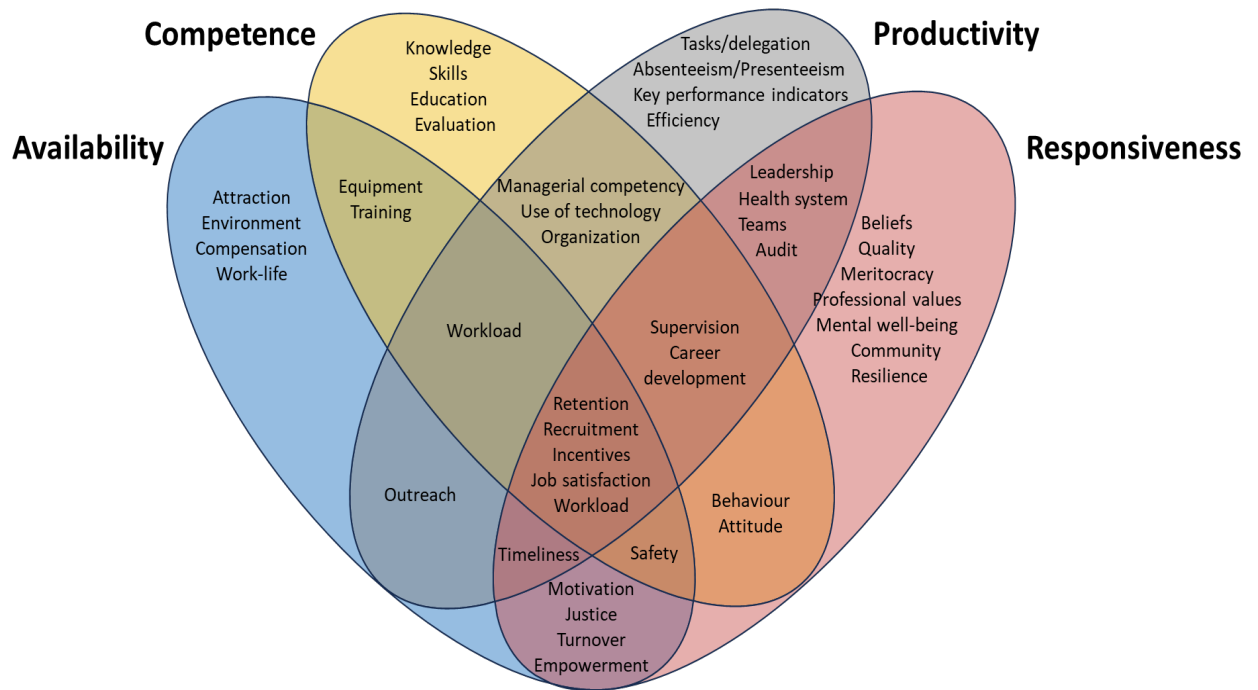 Competence
Productivity
Availability
Responsiveness
Knowledge
Skills
Education
Evaluation
Tasks/delegation
Absenteeism/Presenteeism
Key performance indicators
Efficiency
Attraction
Environment
Compensation
Work-life
Equipment
Training
Managerial competency
Use of technology
Organization
Leadership
Health system
Teams
Audit
Beliefs
Quality
Meritocracy
Professional values
Mental well-being
Community
Resilience
Workload
Supervision
Career
development
Retention
Recruitment
Incentives
Job satisfaction
Workload
Outreach
Behaviour
Attitude
Timeliness
Safety
Motivation
Justice
Turnover
Empowerment